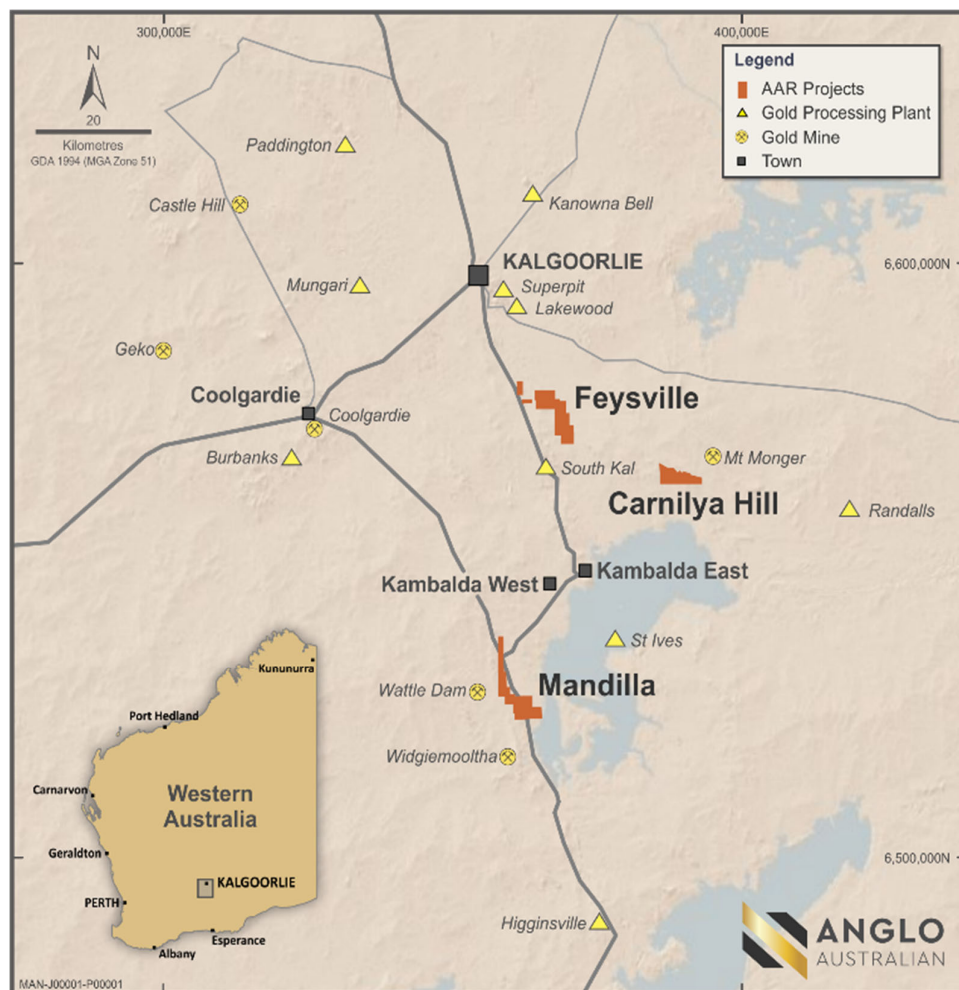 300,000E
400,000E
N
20
Kilometres
GDA 1994 (MGA Zone 51)
Legend
AAR Projects
Gold Processing Plant
Gold Mine
Town
Paddington
Castle Hill
Kanowna Bell
KALGOORLIE
6,600,000N
Mungari
Superpit
Lakewood
Geko
Coolgardie
Feysville
Coolgardie
Burbanks
South Kal
Mt Monger
Carnilya Hill
Randalls
Kambalda East
Kambalda West
St Ives
Mandilla
Wattle Dam
Widgiemooltha
Kununurra
Port Hedland
Carnarvon
Western
Australia
Geraldton
KALGOORLIE
PERTH
Esperance
Albany
6,500,000N
Higginsville
ANGLO
AUSTRALIAN
MAN-J00001-P00001